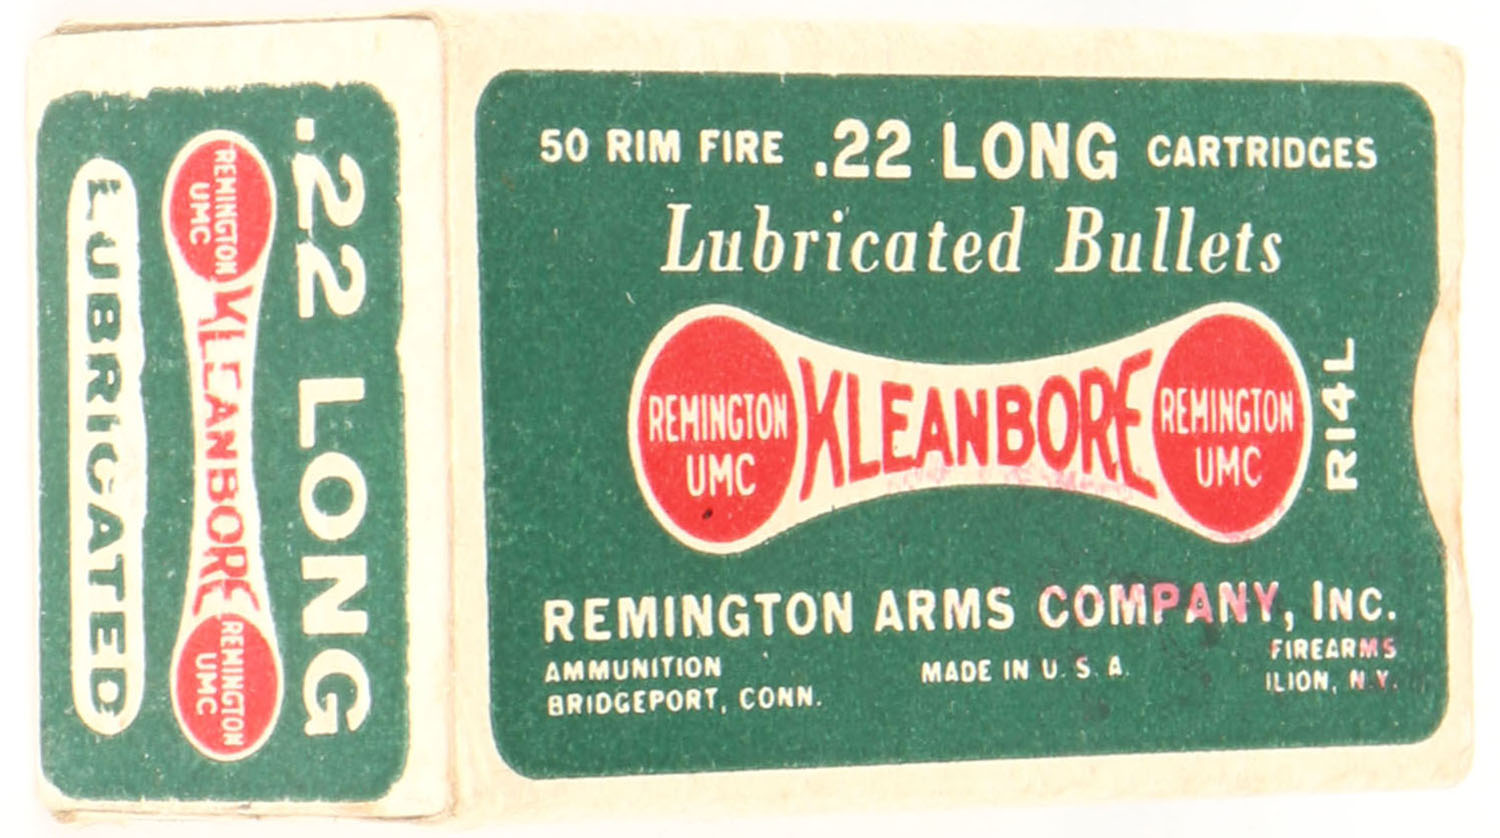 .22 LONG
REMINGTON
UMC
KLEANBORE
REMINGTON
UMC
LUBRICATED
50 RIM FIRE .22 LONG CARTRIDGES
Lubricated Bullets
REMINGTON
UMC
KLEANBORE
REMINGTON
UMC
R14L
REMINGTON ARMS COMPANY, INC.
AMMUNITION
BRIDGEPORT, CONN.
MADE IN U. S. A.
FIREARMS
ILION, N.Y.